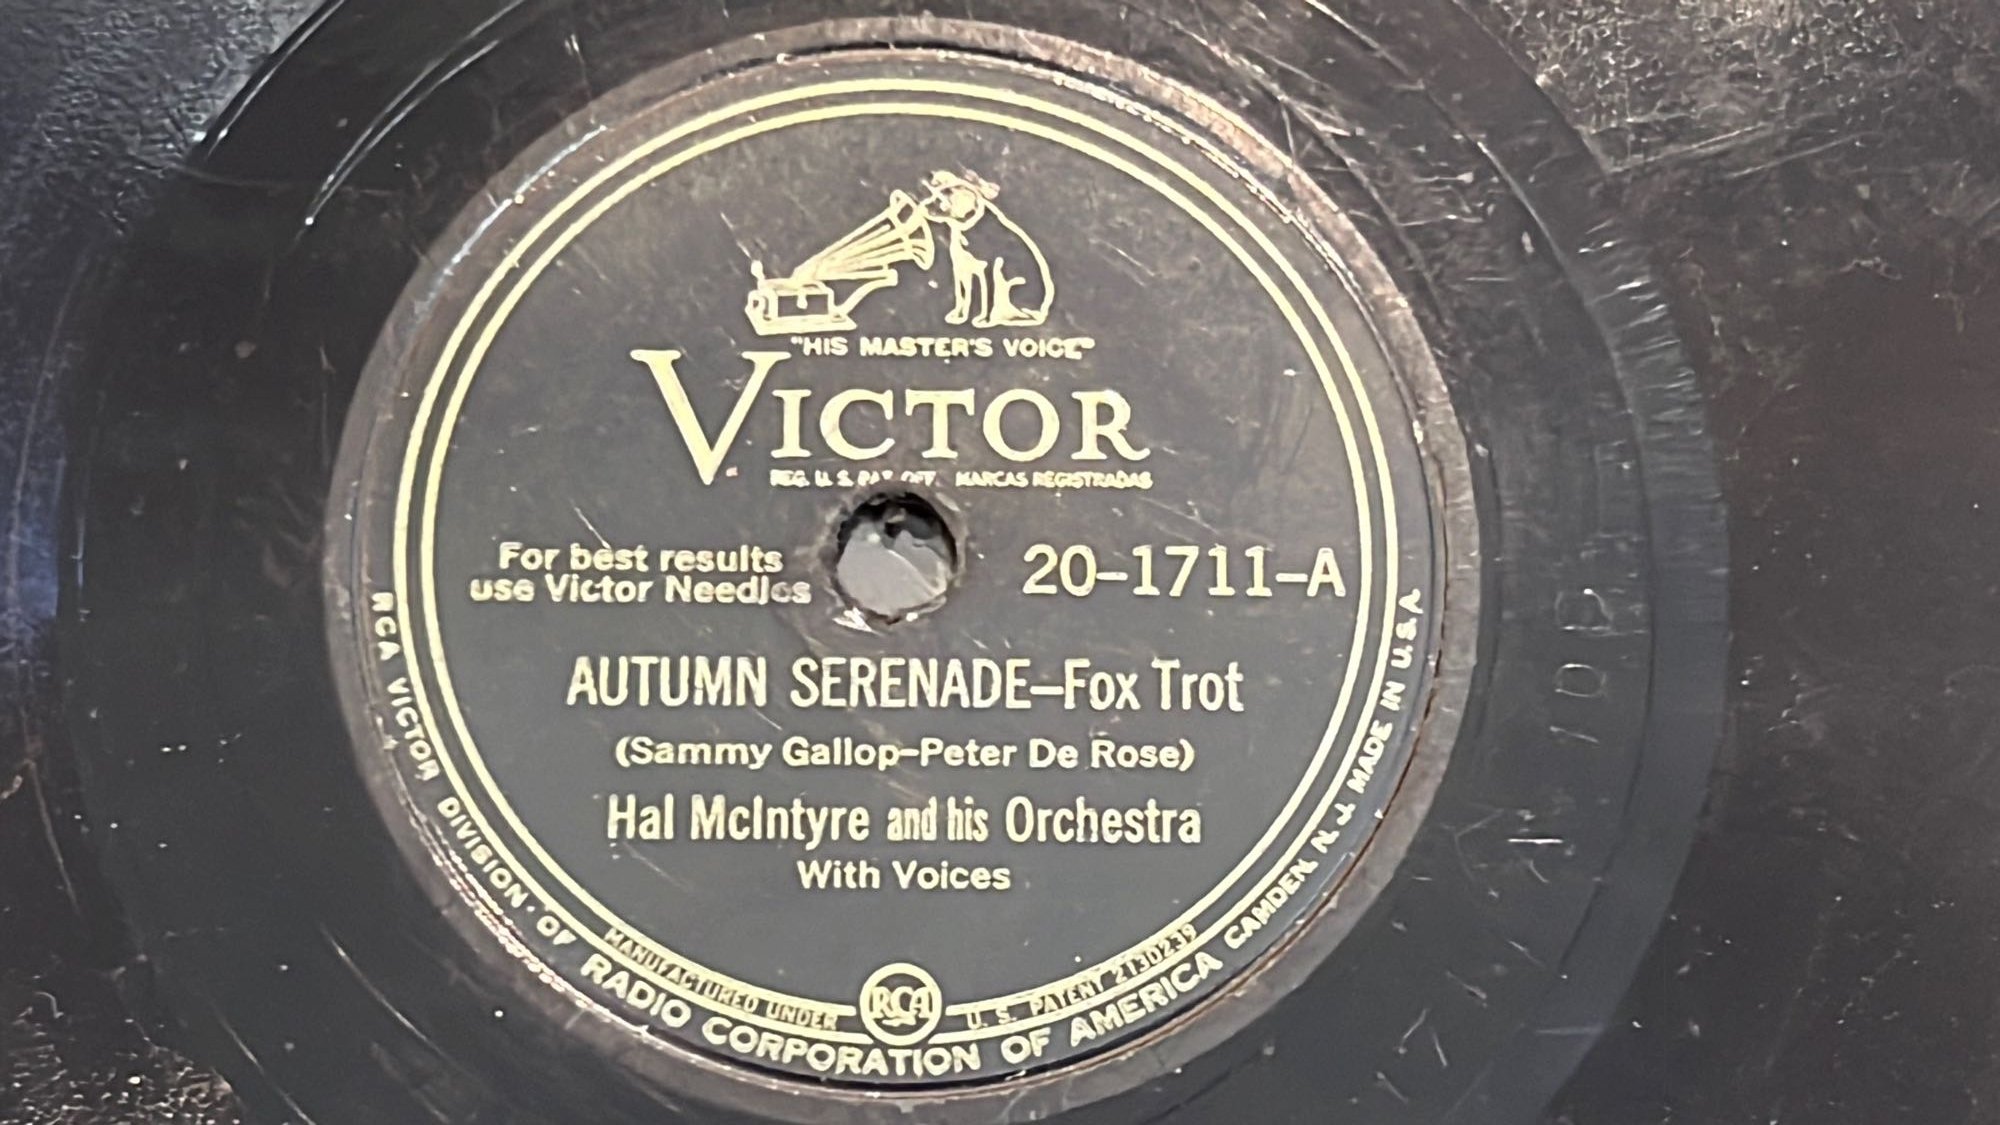 "HIS MASTER'S VOICE"
VICTOR
REG. U. S. PAT. OFF. MARCAS REGISTRADAS
For best results
use Victor Needles
20-1711-A
AUTUMN SERENADE-Fox Trot
(Sammy Gallop-Peter De Rose)
Hal McIntyre and his Orchestra
With Voices
MANUFACTURED UNDER RCA U. S. PATENT 2130239
RCA VICTOR DIVISION · OF RADIO CORPORATION OF AMERICA CAMDEN, N. J. MADE IN U.S.A.